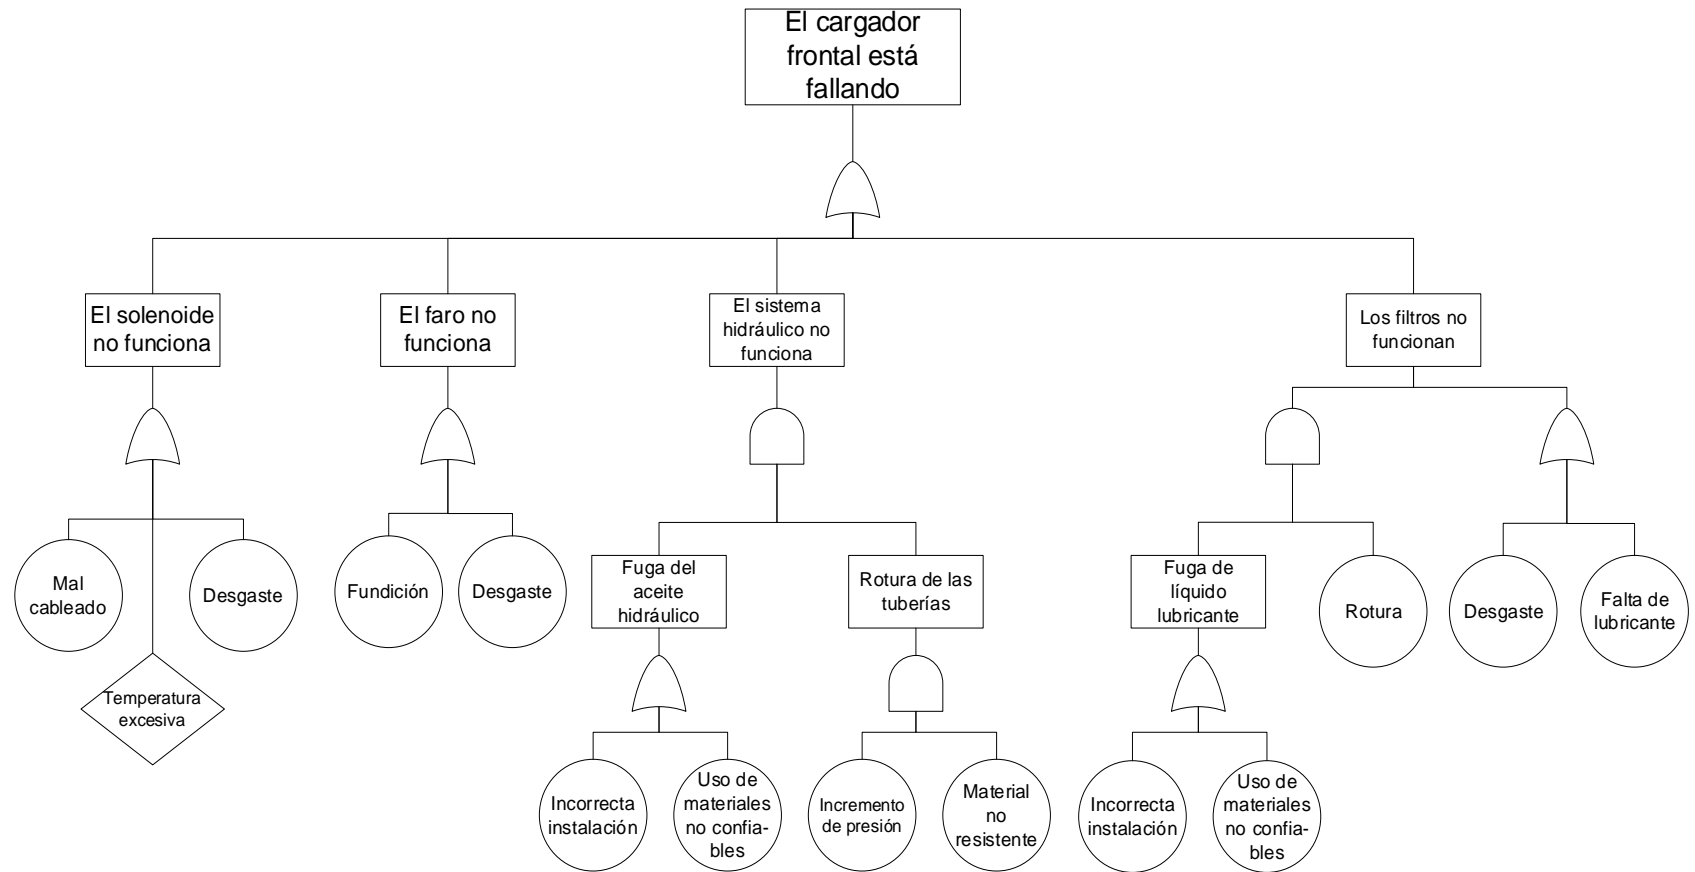 El cargador
frontal está
fallando
El solenoide
no funciona
El faro no
funciona
El sistema
hidráulico no
funciona
Los filtros no
funcionan
Mal
cableado
Desgaste
Temperatura
excesiva
Fundición
Desgaste
Fuga del
aceite
hidráulico
Rotura de las
tuberías
Fuga de
líquido
lubricante
Rotura
Desgaste
Falta de
lubricante
Incorrecta
instalación
Uso de
materiales
no confia-
bles
Incremento
de presión
Material
no
resistente
Incorrecta
instalación
Uso de
materiales
no confia-
bles